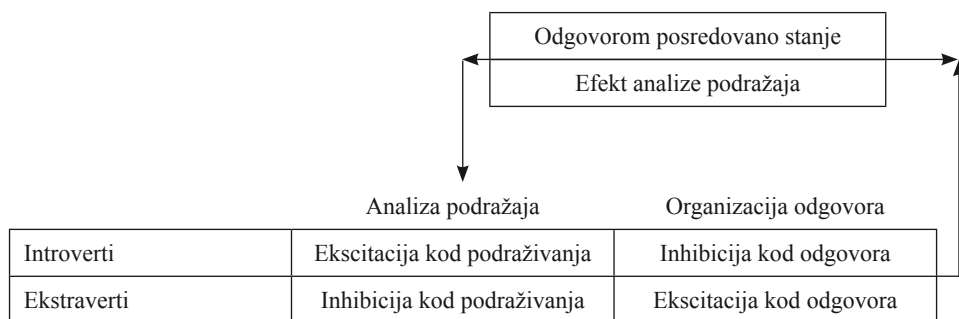 Odgovorom posredovano stanje
Efekt analize podražaja
Analiza podražaja Organizacija odgovora
Introverti Ekscitacija kod podraživanja Inhibicija kod odgovora
Ekstraverti Inhibicija kod podraživanja Ekscitacija kod odgovora